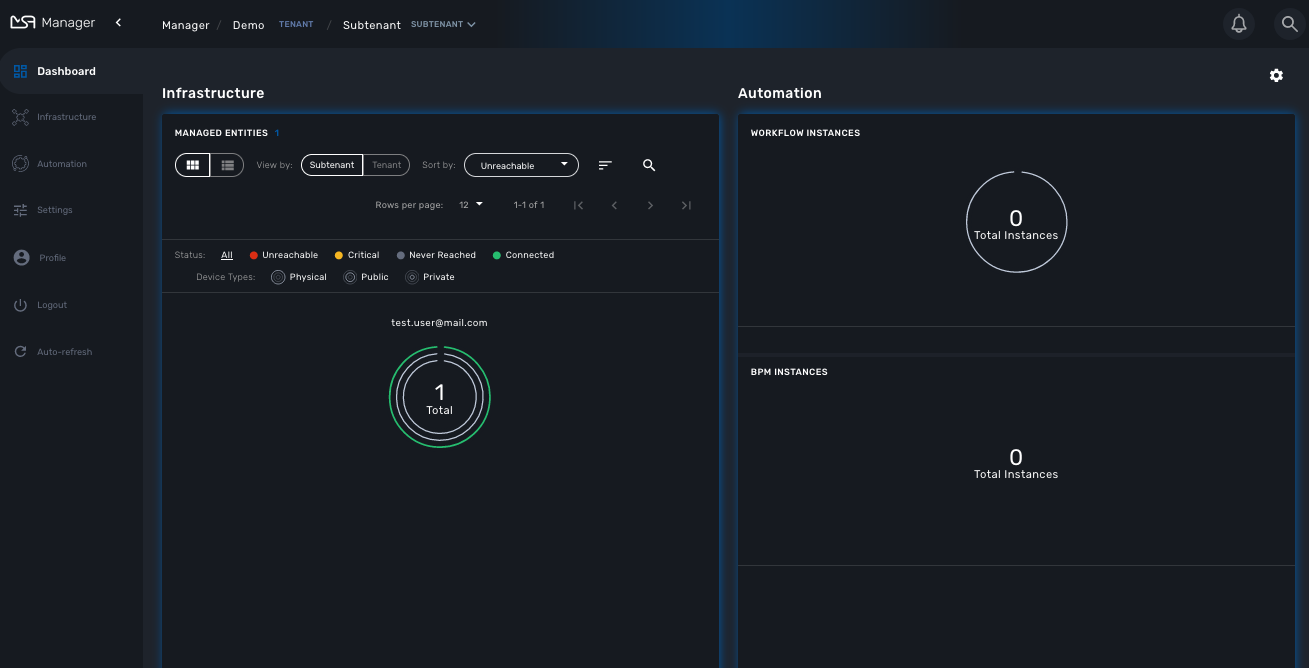 MSA Manager
Manager / Demo TENANT / Subtenant SUBTENANT
Dashboard
Infrastructure
Automation
Settings
Profile
Logout
Auto-refresh
Infrastructure
MANAGED ENTITIES 1
View by: Subtenant Tenant Sort by: Unreachable
Rows per page: 12 1-1 of 1
Status: All Unreachable Critical Never Reached Connected
Device Types: Physical Public Private
test.user@mail.com
1
Total
Automation
WORKFLOW INSTANCES
0
Total Instances
BPM INSTANCES
0
Total Instances